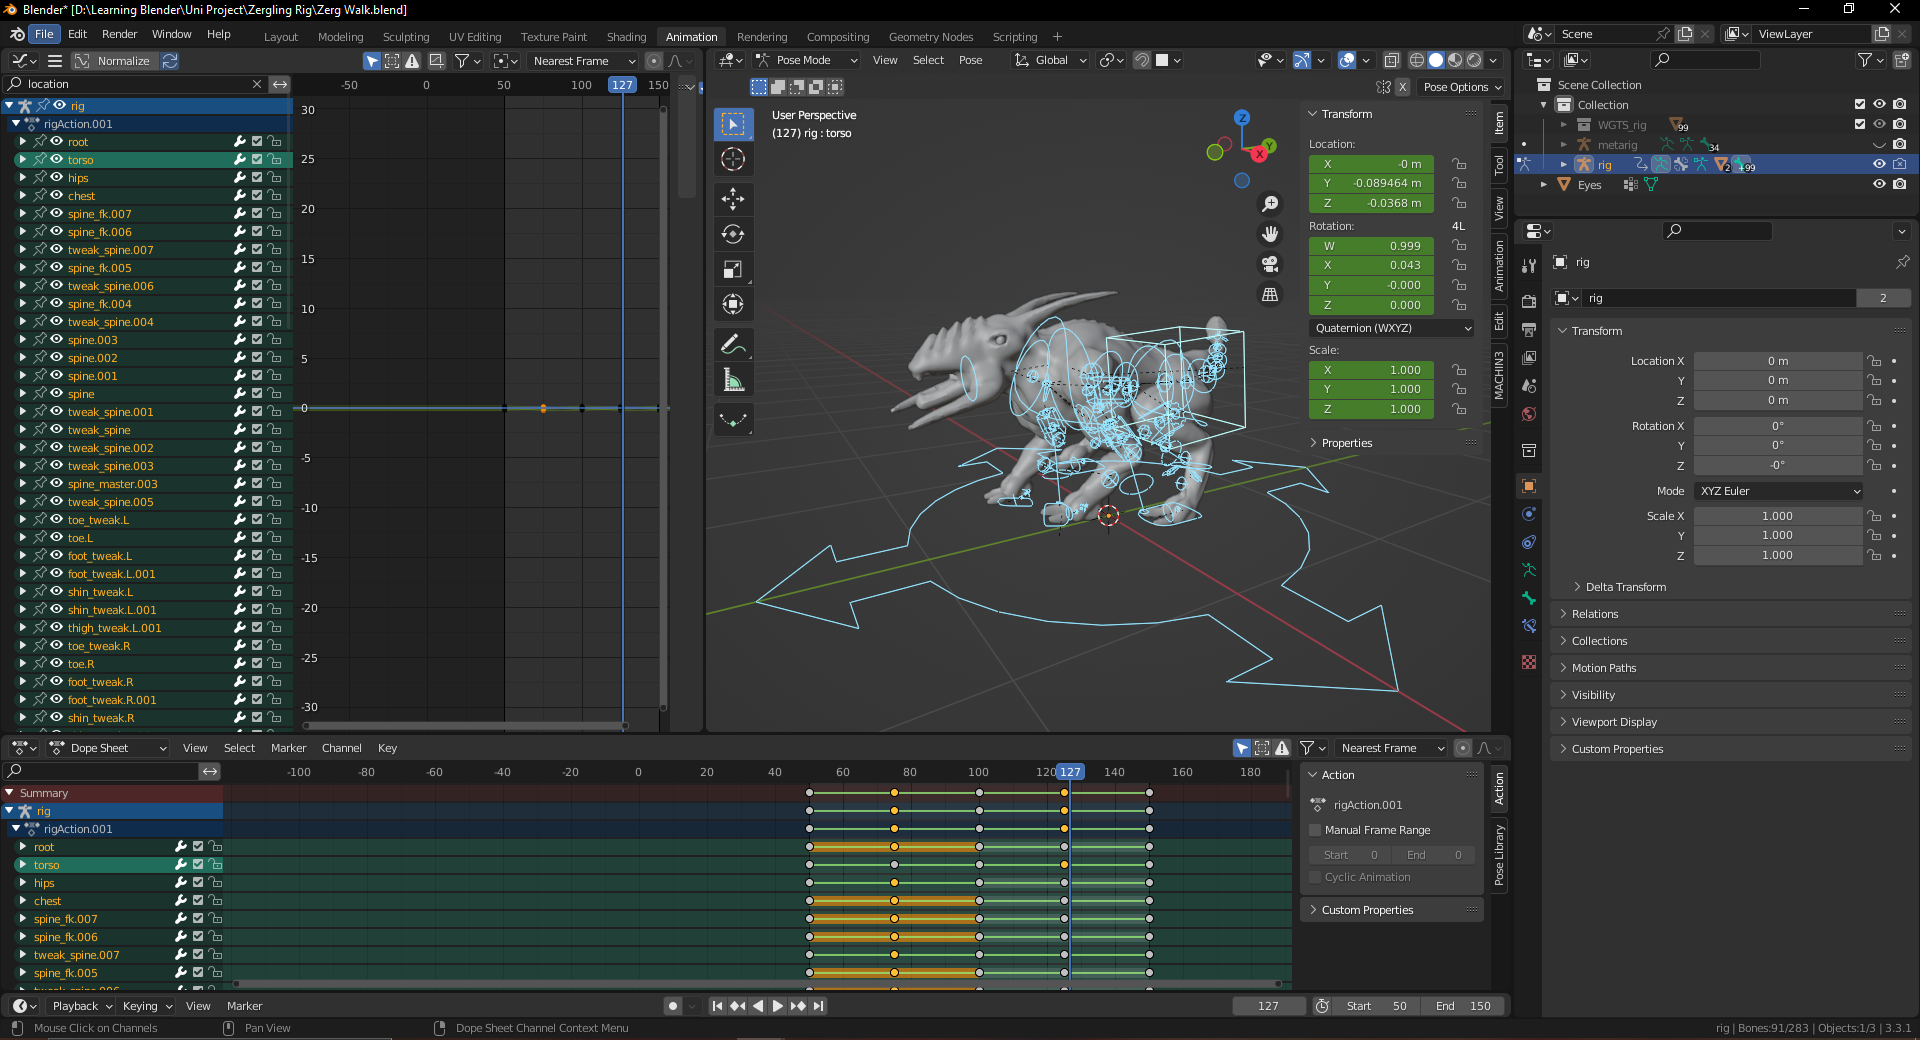 Blender* [D:\Learning Blender\Uni Project\Zergling Rig\Zerg Walk.blend]
File Edit Render Window Help Layout Modeling Sculpting UV Editing Texture Paint Shading Animation Rendering Compositing Geometry Nodes Scripting + Scene ViewLayer
Normalize Nearest Frame Pose Mode View Select Pose Global
location -50 0 50 100 127 150 X Pose Options
Scene Collection
Collection
WGTS_rig 99
metarig 34
rig 2 +99
Eyes
rig
rigAction.001
root
torso
hips
chest
spine_fk.007
spine_fk.006
tweak_spine.007
spine_fk.005
tweak_spine.006
spine_fk.004
tweak_spine.004
spine.003
spine.002
spine.001
spine
tweak_spine.001
tweak_spine
tweak_spine.002
tweak_spine.003
spine_master.003
tweak_spine.005
toe_tweak.L
toe.L
foot_tweak.L
foot_tweak.L.001
shin_tweak.L
shin_tweak.L.001
thigh_tweak.L.001
toe_tweak.R
toe.R
foot_tweak.R
foot_tweak.R.001
shin_tweak.R
30
25
20
15
10
5
0
-5
-10
-15
-20
-25
-30
User Perspective
(127) rig : torso
Z
Y
X
Transform
Location:
X -0 m
Y -0.089464 m
Z -0.0368 m
Rotation: 4L
W 0.999
X 0.043
Y -0.000
Z 0.000
Quaternion (WXYZ)
Scale:
X 1.000
Y 1.000
Z 1.000
Properties
Item
Tool
View
Animation
Edit
MACHIN3
rig
rig 2
Transform
Location X 0 m
Y 0 m
Z 0 m
Rotation X 0°
Y 0°
Z -0°
Mode XYZ Euler
Scale X 1.000
Y 1.000
Z 1.000
Delta Transform
Relations
Collections
Motion Paths
Visibility
Viewport Display
Custom Properties
Dope Sheet View Select Marker Channel Key Nearest Frame
-100 -80 -60 -40 -20 0 20 40 60 80 100 120 127 140 160 180
Summary
rig
rigAction.001
root
torso
hips
chest
spine_fk.007
spine_fk.006
tweak_spine.007
spine_fk.005
Action
rigAction.001
Manual Frame Range
Start 0 End 0
Cyclic Animation
Custom Properties
Action
Pose Library
Playback Keying View Marker 127 Start 50 End 150
Mouse Click on Channels Pan View Dope Sheet Channel Context Menu rig | Bones:91/283 | Objects:1/3 | 3.3.1